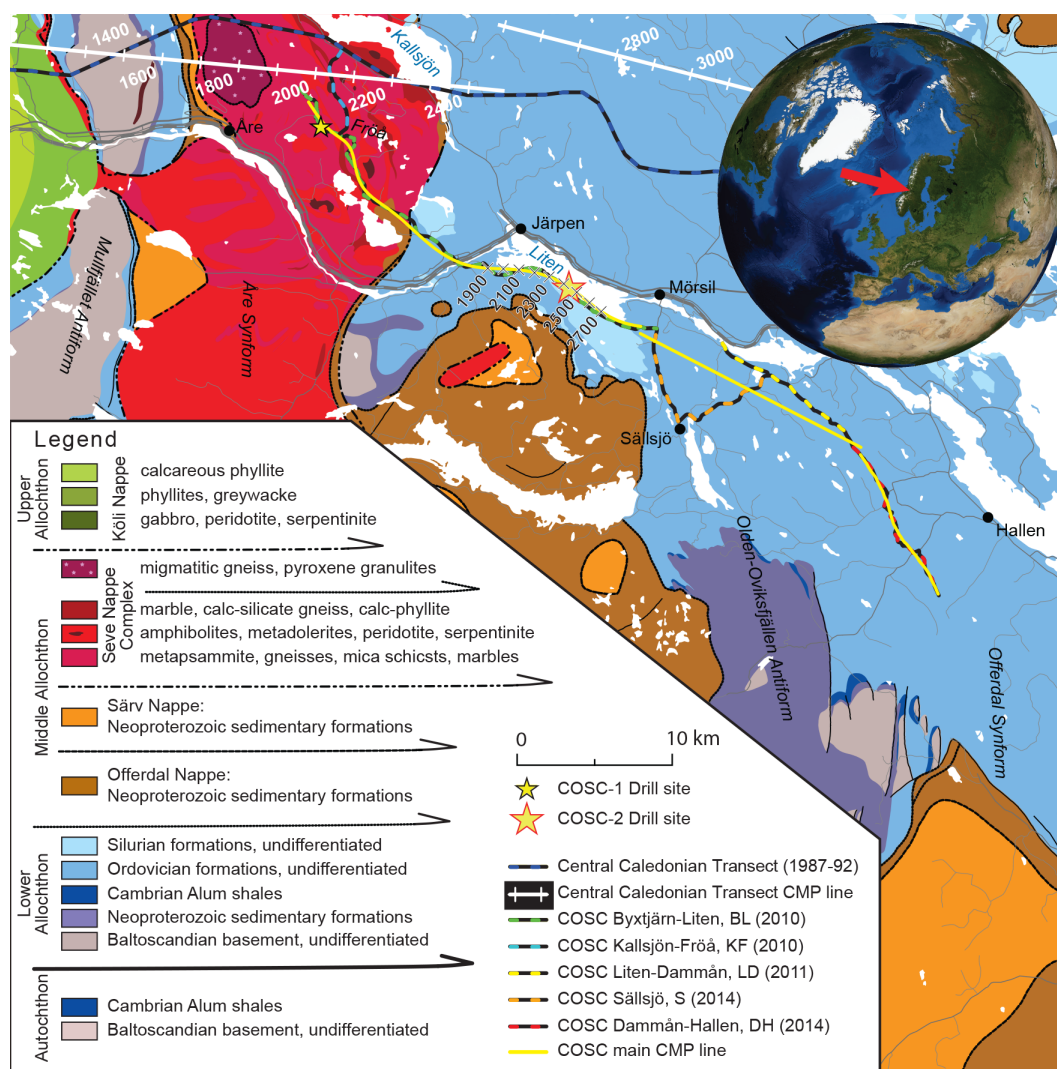 1400
1600
1800
2000
2200
2400
Kallsjön
2800
3000
Åre
Fröå
Järpen
Liten
Mörsil
1900
2100
2300
2500
2700
Mullfjället Antiform
Åre Synform
Sällsjö
Hallen
Olden-Oviksfjällen Antiform
Offerdal Synform
Legend
Upper
Allochthon
Köli Nappe
calcareous phyllite
phyllites, greywacke
gabbro, peridotite, serpentinite
Middle Allochthon
Seve Nappe
Complex
migmatitic gneiss, pyroxene granulites
marble, calc-silicate gneiss, calc-phyllite
amphibolites, metadolerites, peridotite, serpentinite
metapsammite, gneisses, mica schicsts, marbles
Särv Nappe:
Neoproterozoic sedimentary formations
Offerdal Nappe:
Neoproterozoic sedimentary formations
Lower
Allochthon
Silurian formations, undifferentiated
Ordovician formations, undifferentiated
Cambrian Alum shales
Neoproterozoic sedimentary formations
Baltoscandian basement, undifferentiated
Autochthon
Cambrian Alum shales
Baltoscandian basement, undifferentiated
0 10 km
COSC-1 Drill site
COSC-2 Drill site
Central Caledonian Transect (1987-92)
Central Caledonian Transect CMP line
COSC Byxtjärn-Liten, BL (2010)
COSC Kallsjön-Fröå, KF (2010)
COSC Liten-Dammån, LD (2011)
COSC Sällsjö, S (2014)
COSC Dammån-Hallen, DH (2014)
COSC main CMP line